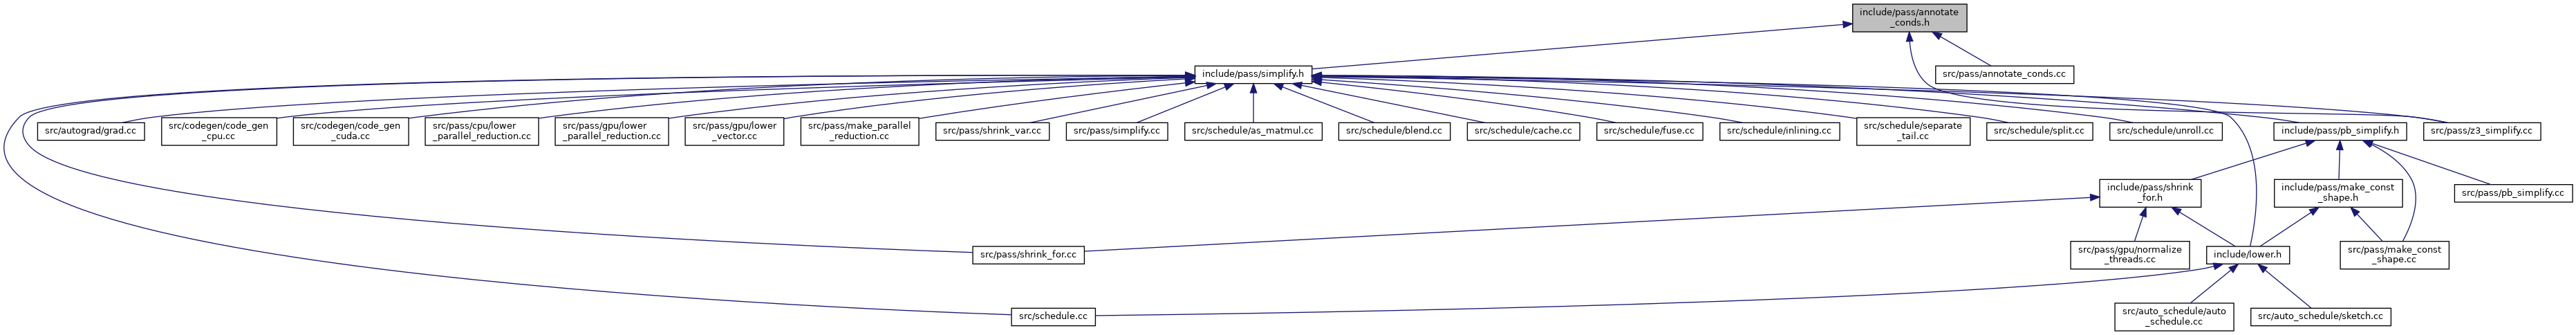 include/pass/annotate
_conds.h
include/pass/simplify.h
src/pass/annotate_conds.cc
src/autograd/grad.cc
src/codegen/code_gen
_cpu.cc
src/codegen/code_gen
_cuda.cc
src/pass/cpu/lower
_parallel_reduction.cc
src/pass/gpu/lower
_parallel_reduction.cc
src/pass/gpu/lower
_vector.cc
src/pass/make_parallel
_reduction.cc
src/pass/shrink_var.cc
src/pass/simplify.cc
src/schedule/as_matmul.cc
src/schedule/blend.cc
src/schedule/cache.cc
src/schedule/fuse.cc
src/schedule/inlining.cc
src/schedule/separate
_tail.cc
src/schedule/split.cc
src/schedule/unroll.cc
include/pass/pb_simplify.h
src/pass/z3_simplify.cc
include/pass/shrink
_for.h
include/pass/make_const
_shape.h
src/pass/pb_simplify.cc
src/pass/shrink_for.cc
src/pass/gpu/normalize
_threads.cc
include/lower.h
src/pass/make_const
_shape.cc
src/schedule.cc
src/auto_schedule/auto
_schedule.cc
src/auto_schedule/sketch.cc